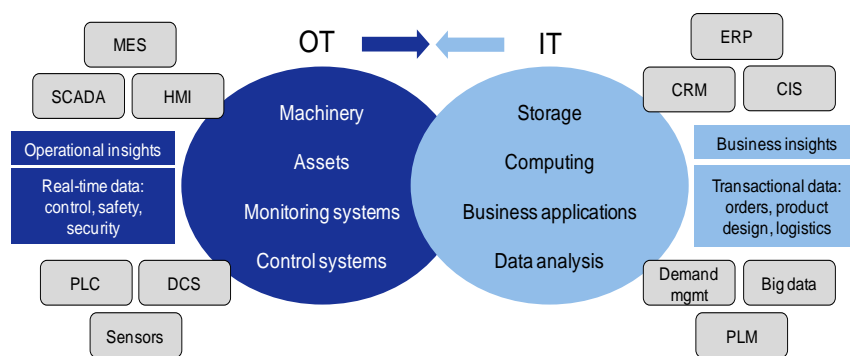 OT
IT
MES
SCADA
HMI
Operational insights
Real-time data:
control, safety,
security
PLC
DCS
Sensors
Machinery
Assets
Monitoring systems
Control systems
Storage
Computing
Business applications
Data analysis
ERP
CRM
CIS
Business insights
Transactional data:
orders, product
design, logistics
Demand
mgmt
Big data
PLM